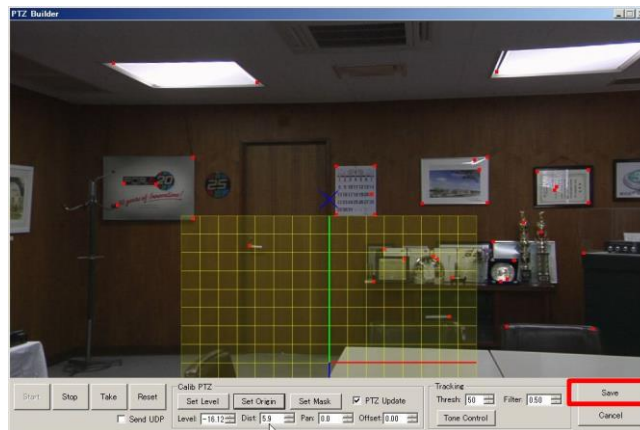 PTZ Builder
20
25
Start
Stop
Take
Reset
Send UDP
Calib PTZ
Set Level
Set Origin
Set Mask
PTZ Update
Level: -16.12
Dist: 5.9
Pan: 0.0
Offset: 0.00
Tracking
Thresh: 50
Filter: 0.50
Tone Control
Save
Cancel